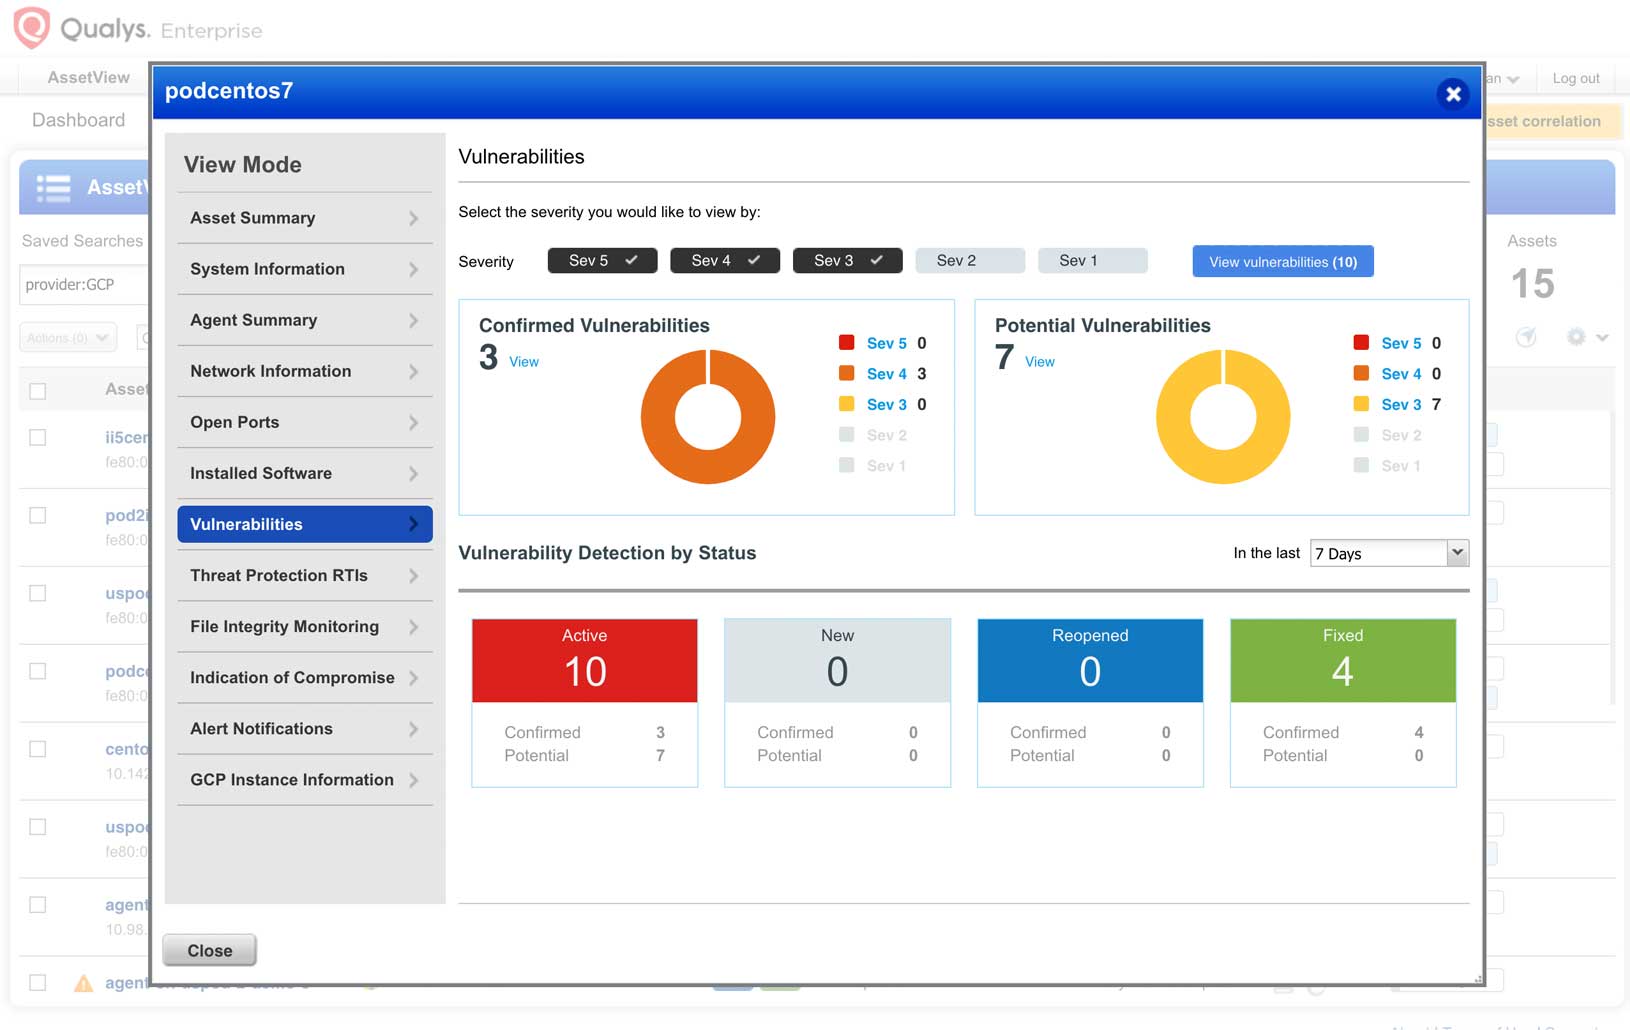 Qualys. Enterprise
AssetView
Log out
Dashboard
sset correlation
Saved Searches
provider:GCP
Actions (0)
Assets
15
podcentos7
View Mode
Asset Summary
System Information
Agent Summary
Network Information
Open Ports
Installed Software
Vulnerabilities
Threat Protection RTIs
File Integrity Monitoring
Indication of Compromise
Alert Notifications
GCP Instance Information
Close
Vulnerabilities
Select the severity you would like to view by:
Severity Sev 5 Sev 4 Sev 3 Sev 2 Sev 1 View vulnerabilities (10)
Confirmed Vulnerabilities
3 View
Sev 5 0
Sev 4 3
Sev 3 0
Sev 2
Sev 1
Potential Vulnerabilities
7 View
Sev 5 0
Sev 4 0
Sev 3 7
Sev 2
Sev 1
Vulnerability Detection by Status
In the last 7 Days
Active
10
Confirmed 3
Potential 7
New
0
Confirmed 0
Potential 0
Reopened
0
Confirmed 0
Potential 0
Fixed
4
Confirmed 4
Potential 0
AssetV
Asset
ii5cen
fe80:0
pod2i
fe80:0
uspod
fe80:0
podce
fe80:0
cento
10.142
uspod
fe80:0
agent
10.98.
agent